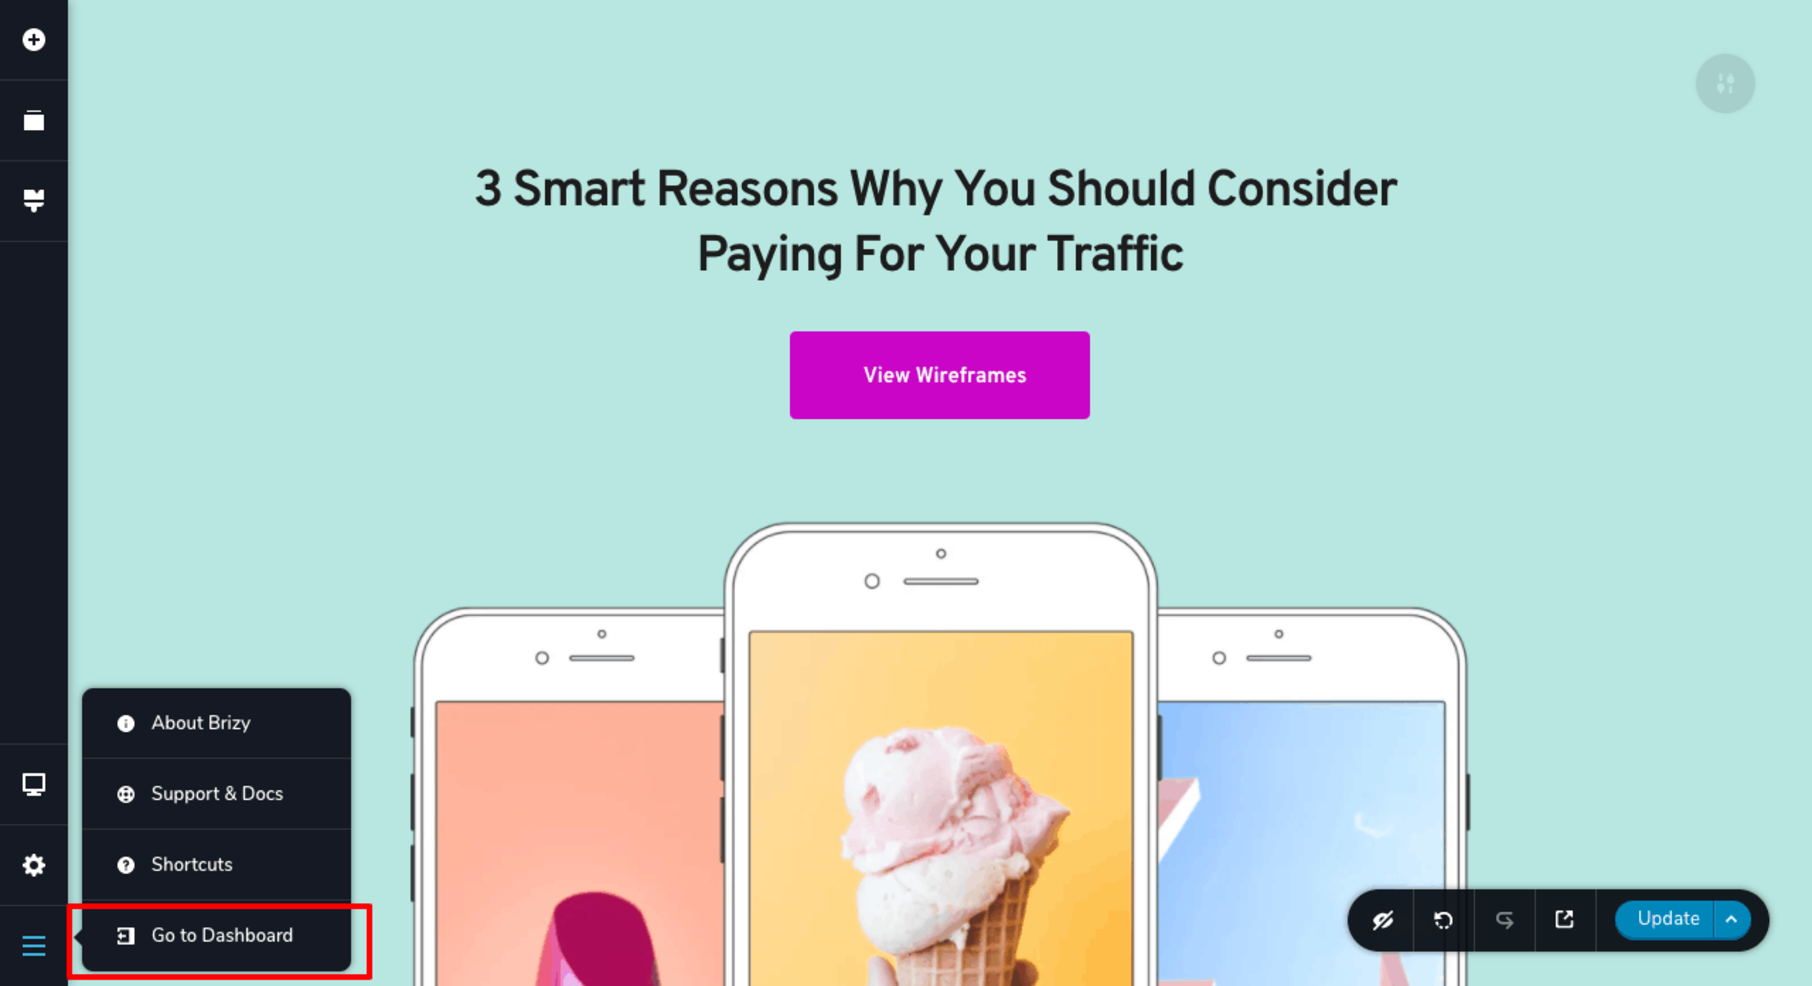 3 Smart Reasons Why You Should Consider
Paying For Your Traffic
View Wireframes
About Brizy
Support & Docs
Shortcuts
Go to Dashboard
Update